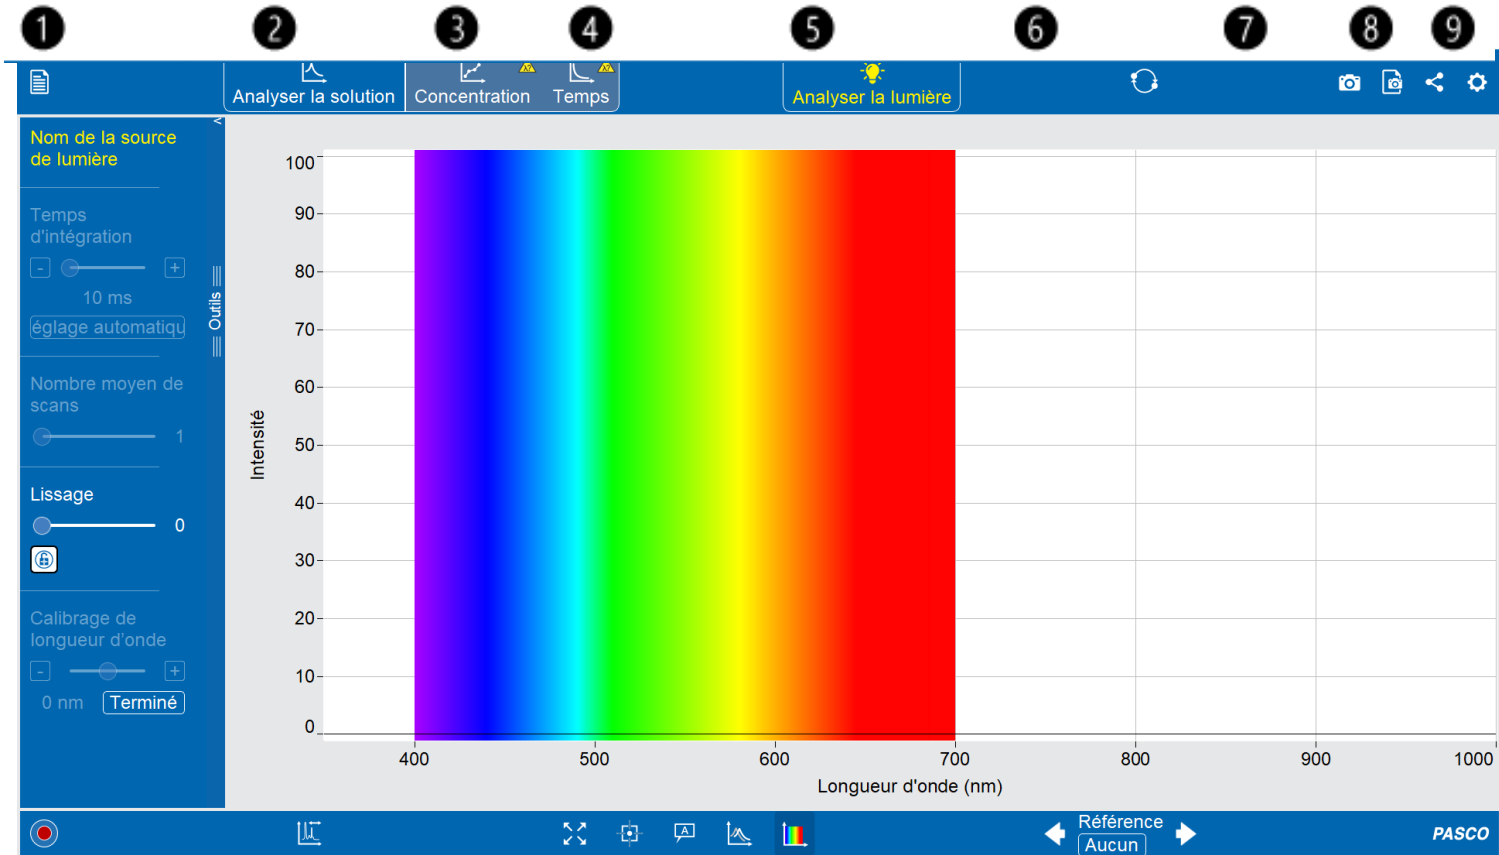 1 2 3 4 5 6 7 8 9
Analyser la solution
Concentration
Temps
Analyser la lumière
Nom de la source
de lumière
Temps
d'intégration
-
+
10 ms
églage automatiqu
Nombre moyen de
scans
1
Lissage
0
Calibrage de
longueur d'onde
-
+
0 nm
Terminé
Outils
Intensité
100
90
80
70
60
50
40
30
20
10
0
400 500 600 700 800 900 1000
Longueur d'onde (nm)
A
Référence
Aucun
PASCO